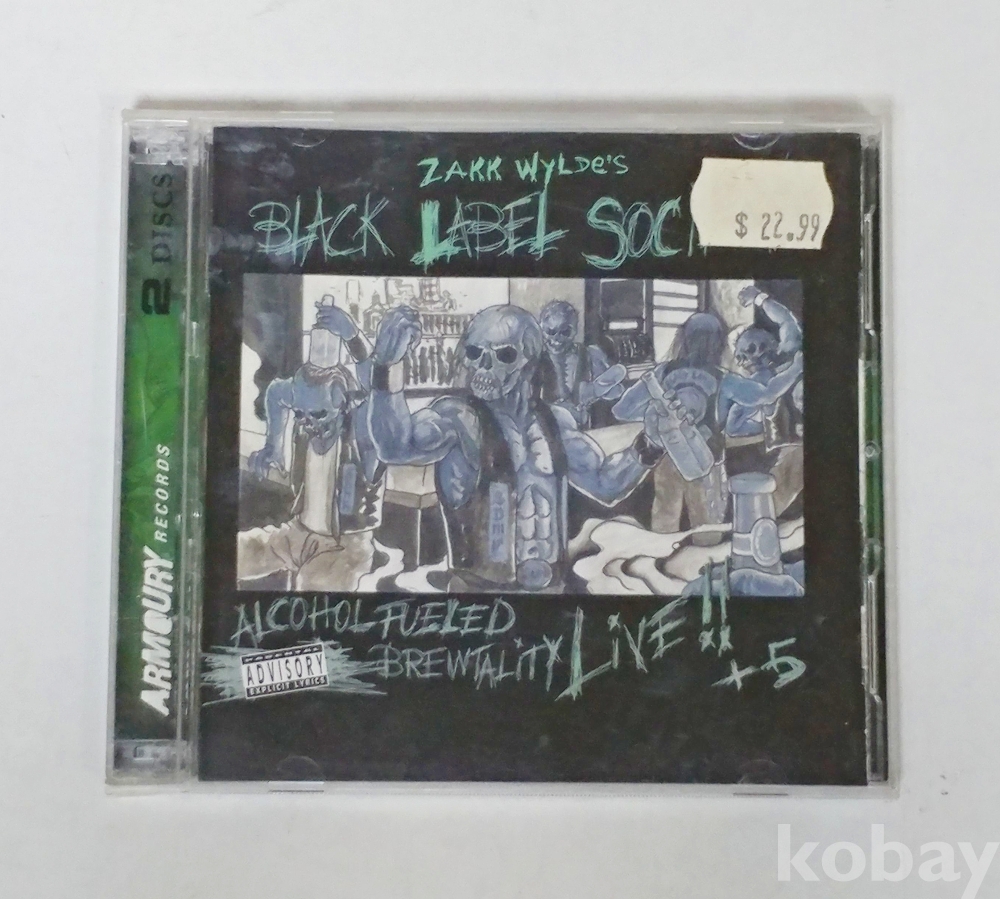 ZAKK WYLDE'S
BLACK LABEL SOC
$ 22.99
2 DISCS
ARMOURY RECORDS
ALCOHOL FUELED
BREWTALITY LiVE!!
+5
PARENTAL
ADVISORY
EXPLICIT LYRICS
kobay